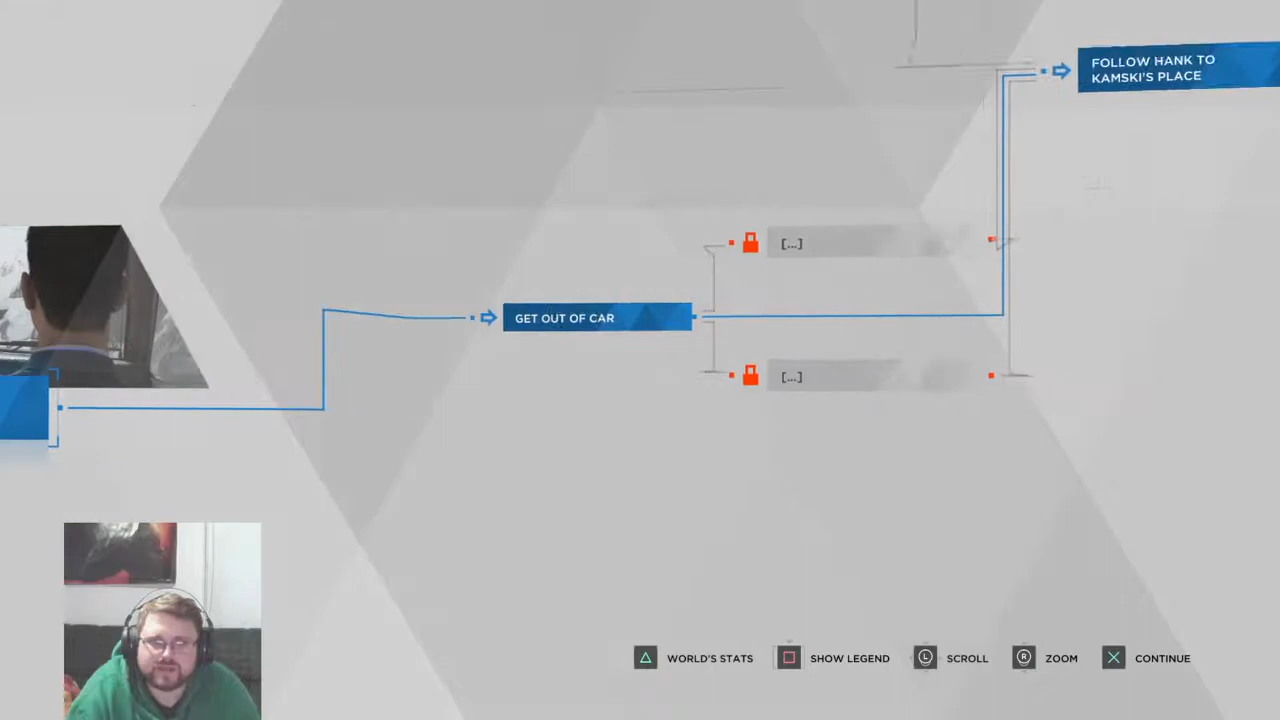 FOLLOW HANK TO
KAMSKI'S PLACE
[...]
GET OUT OF CAR
[...]
WORLD'S STATS
SHOW LEGEND
L SCROLL
R ZOOM
CONTINUE